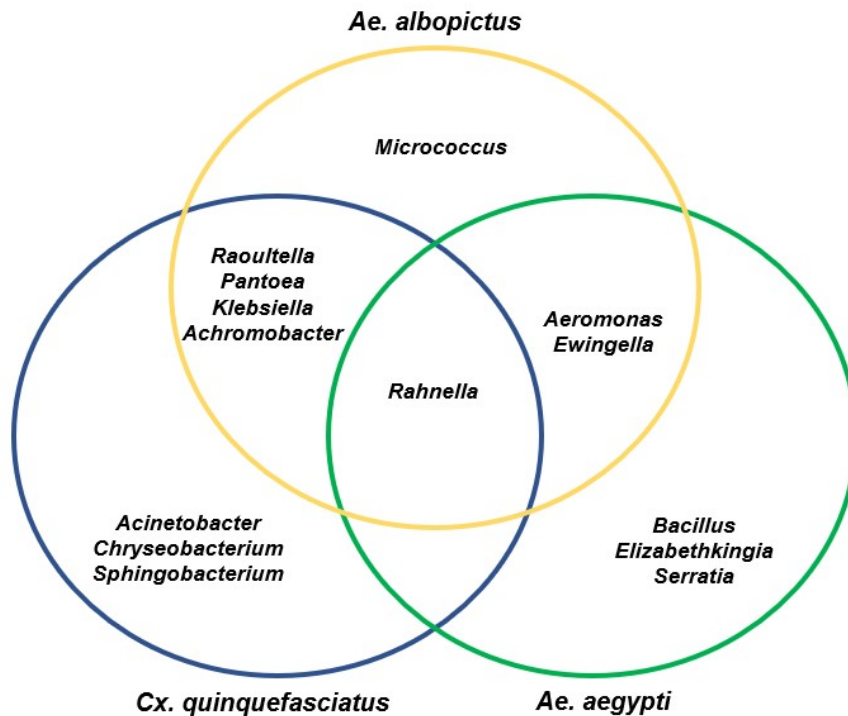 Ae. albopictus
Micrococcus
Raoultella
Pantoea
Klebsiella
Achromobacter
Aeromonas
Ewingella
Rahnella
Acinetobacter
Chryseobacterium
Sphingobacterium
Bacillus
Elizabethkingia
Serratia
Cx. quinquefasciatus
Ae. aegypti